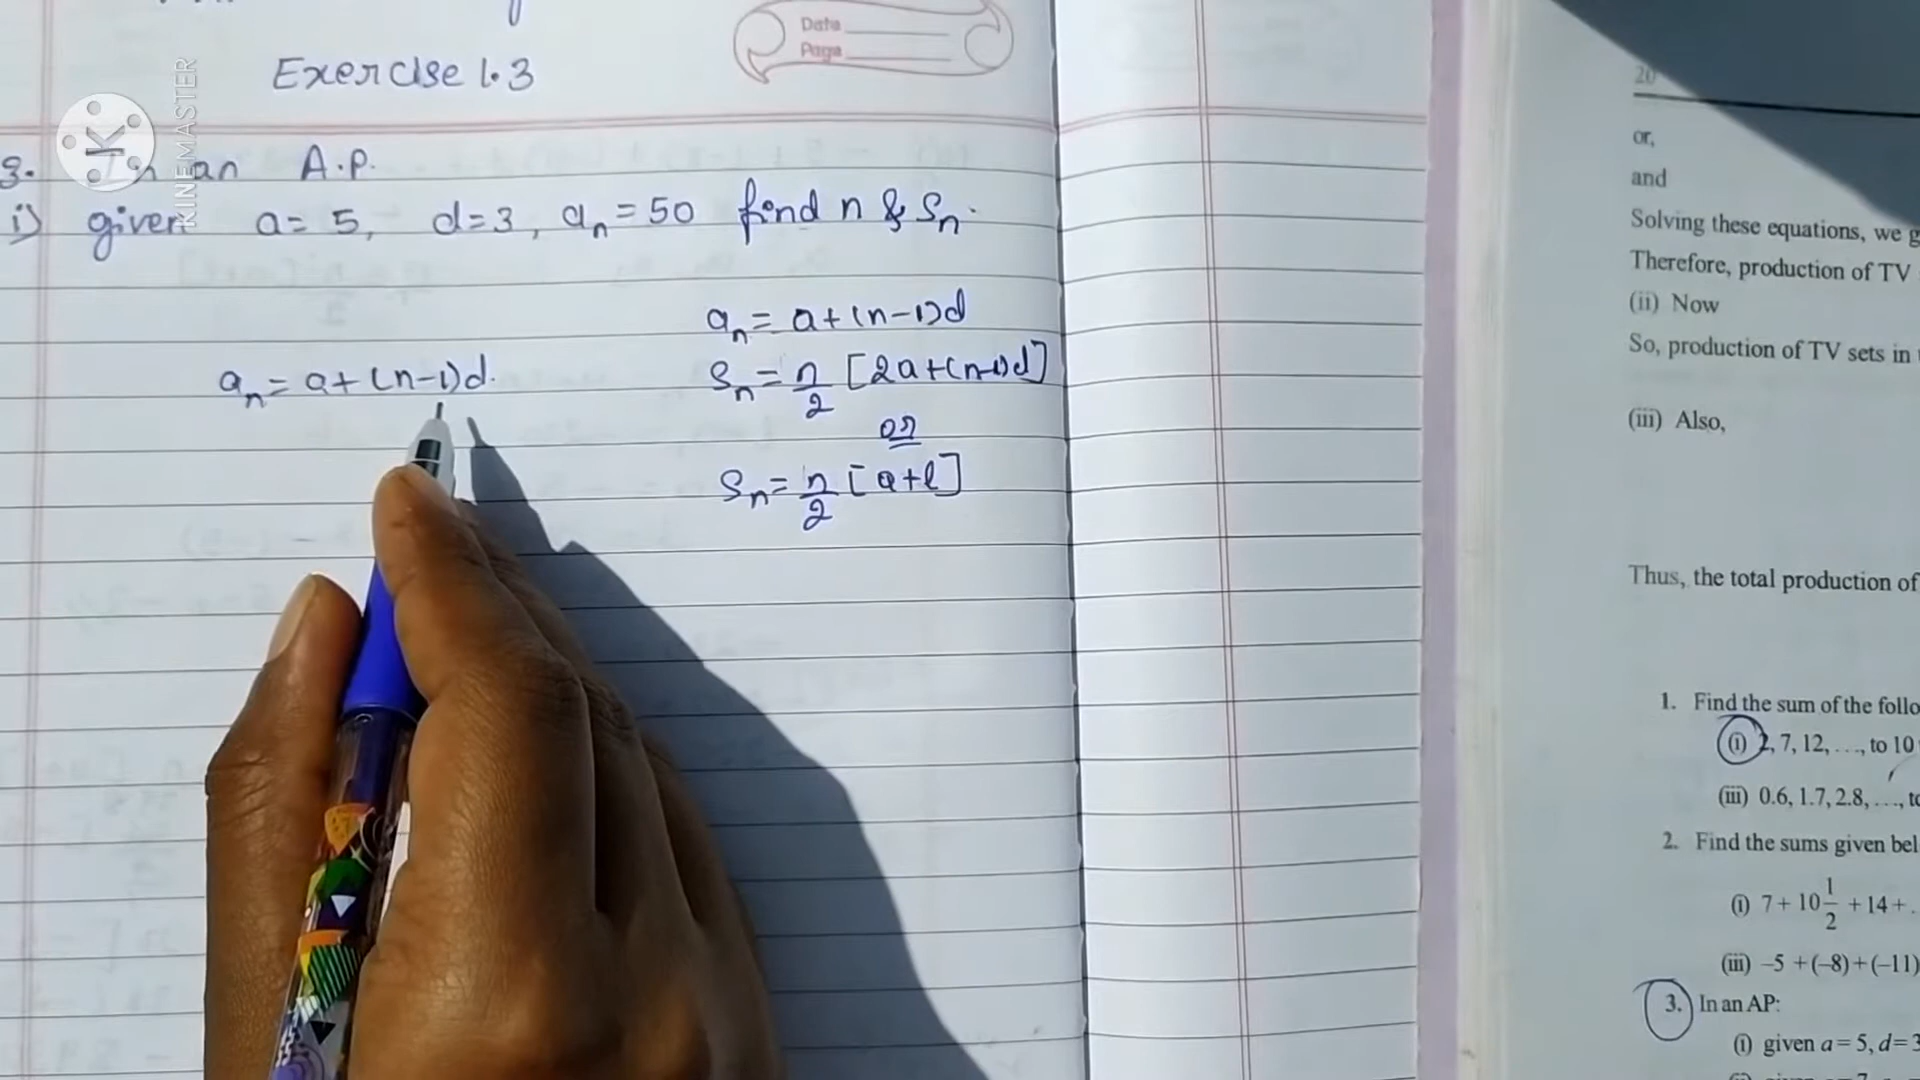 Date
Page
Exercise 1.3
KINEMASTER
3. In an A.P.
i) given a = 5, d = 3, aₙ = 50 find n & Sₙ.
aₙ = a + (n-1)d
Sₙ = n/2 [2a + (n-1)d]
or
Sₙ = n/2 [a + l]
aₙ = a + (n-1)d.
20
or,
and
Solving these equations, we g
Therefore, production of TV
(ii) Now
So, production of TV sets in
(iii) Also,
Thus, the total production of
1. Find the sum of the follo
(i) 2, 7, 12, . . ., to 10
(iii) 0.6, 1.7, 2.8, . . ., to
2. Find the sums given bel
(i) 7 + 10 1/2 + 14 + .
(iii) –5 + (–8) + (–11)
3. In an AP:
(i) given a = 5, d = 3